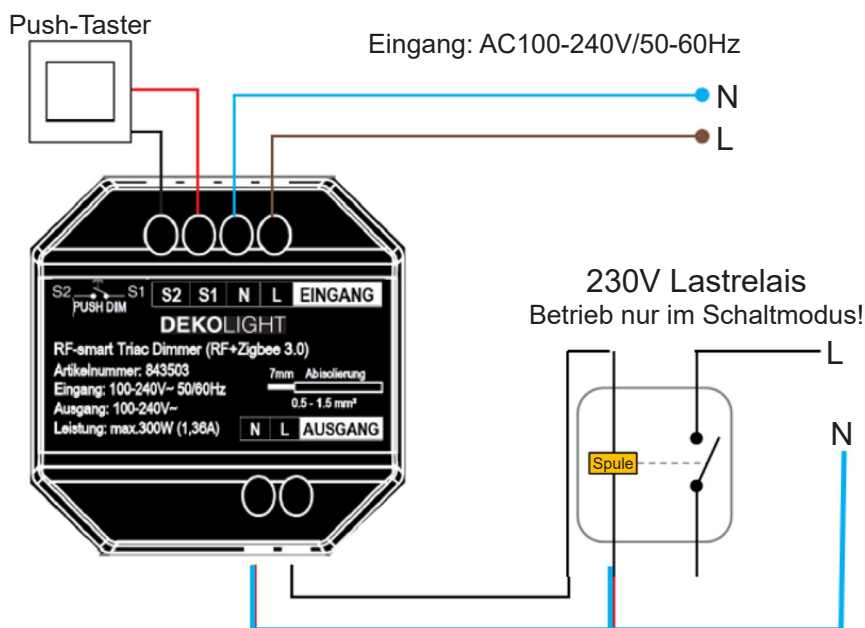 Push-Taster
Eingang: AC100-240V/50-60Hz
N
L
S2 S1
PUSH DIM
S2 S1 N L EINGANG
DEKOLIGHT
RF-smart Triac Dimmer (RF+Zigbee 3.0)
Artikelnummer: 843503
Eingang: 100-240V~ 50/60Hz
Ausgang: 100-240V~
Leistung: max.300W (1,36A)
7mm Abisolierung
0.5 - 1.5 mm²
N L AUSGANG
230V Lastrelais
Betrieb nur im Schaltmodus!
L
N
Spule